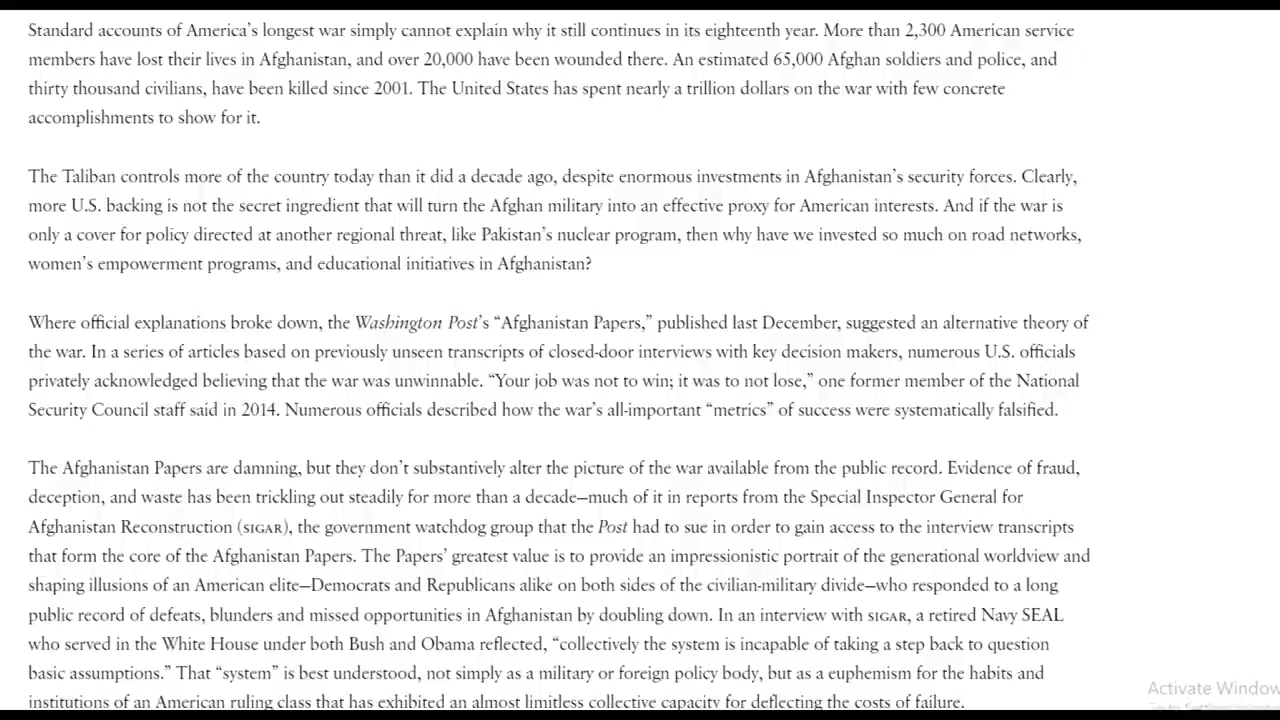 Standard accounts of America’s longest war simply cannot explain why it still continues in its eighteenth year. More than 2,300 American service
members have lost their lives in Afghanistan, and over 20,000 have been wounded there. An estimated 65,000 Afghan soldiers and police, and
thirty thousand civilians, have been killed since 2001. The United States has spent nearly a trillion dollars on the war with few concrete
accomplishments to show for it.
The Taliban controls more of the country today than it did a decade ago, despite enormous investments in Afghanistan’s security forces. Clearly,
more U.S. backing is not the secret ingredient that will turn the Afghan military into an effective proxy for American interests. And if the war is
only a cover for policy directed at another regional threat, like Pakistan’s nuclear program, then why have we invested so much on road networks,
women’s empowerment programs, and educational initiatives in Afghanistan?
Where official explanations broke down, the Washington Post’s “Afghanistan Papers,” published last December, suggested an alternative theory of
the war. In a series of articles based on previously unseen transcripts of closed-door interviews with key decision makers, numerous U.S. officials
privately acknowledged believing that the war was unwinnable. “Your job was not to win; it was to not lose,” one former member of the National
Security Council staff said in 2014. Numerous officials described how the war’s all-important “metrics” of success were systematically falsified.
The Afghanistan Papers are damning, but they don’t substantively alter the picture of the war available from the public record. Evidence of fraud,
deception, and waste has been trickling out steadily for more than a decade—much of it in reports from the Special Inspector General for
Afghanistan Reconstruction (SIGAR), the government watchdog group that the Post had to sue in order to gain access to the interview transcripts
that form the core of the Afghanistan Papers. The Papers’ greatest value is to provide an impressionistic portrait of the generational worldview and
shaping illusions of an American elite—Democrats and Republicans alike on both sides of the civilian-military divide—who responded to a long
public record of defeats, blunders and missed opportunities in Afghanistan by doubling down. In an interview with SIGAR, a retired Navy SEAL
who served in the White House under both Bush and Obama reflected, “collectively the system is incapable of taking a step back to question
basic assumptions.” That “system” is best understood, not simply as a military or foreign policy body, but as a euphemism for the habits and
institutions of an American ruling class that has exhibited an almost limitless collective capacity for deflecting the costs of failure.
Activate Window